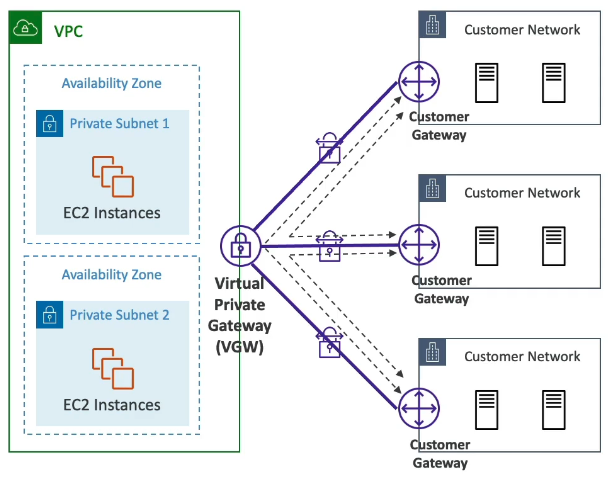 VPC
Availability Zone
Private Subnet 1
EC2 Instances
Availability Zone
Private Subnet 2
EC2 Instances
Virtual
Private
Gateway
(VGW)
Customer Network
Customer
Gateway
Customer Network
Customer
Gateway
Customer Network
Customer
Gateway